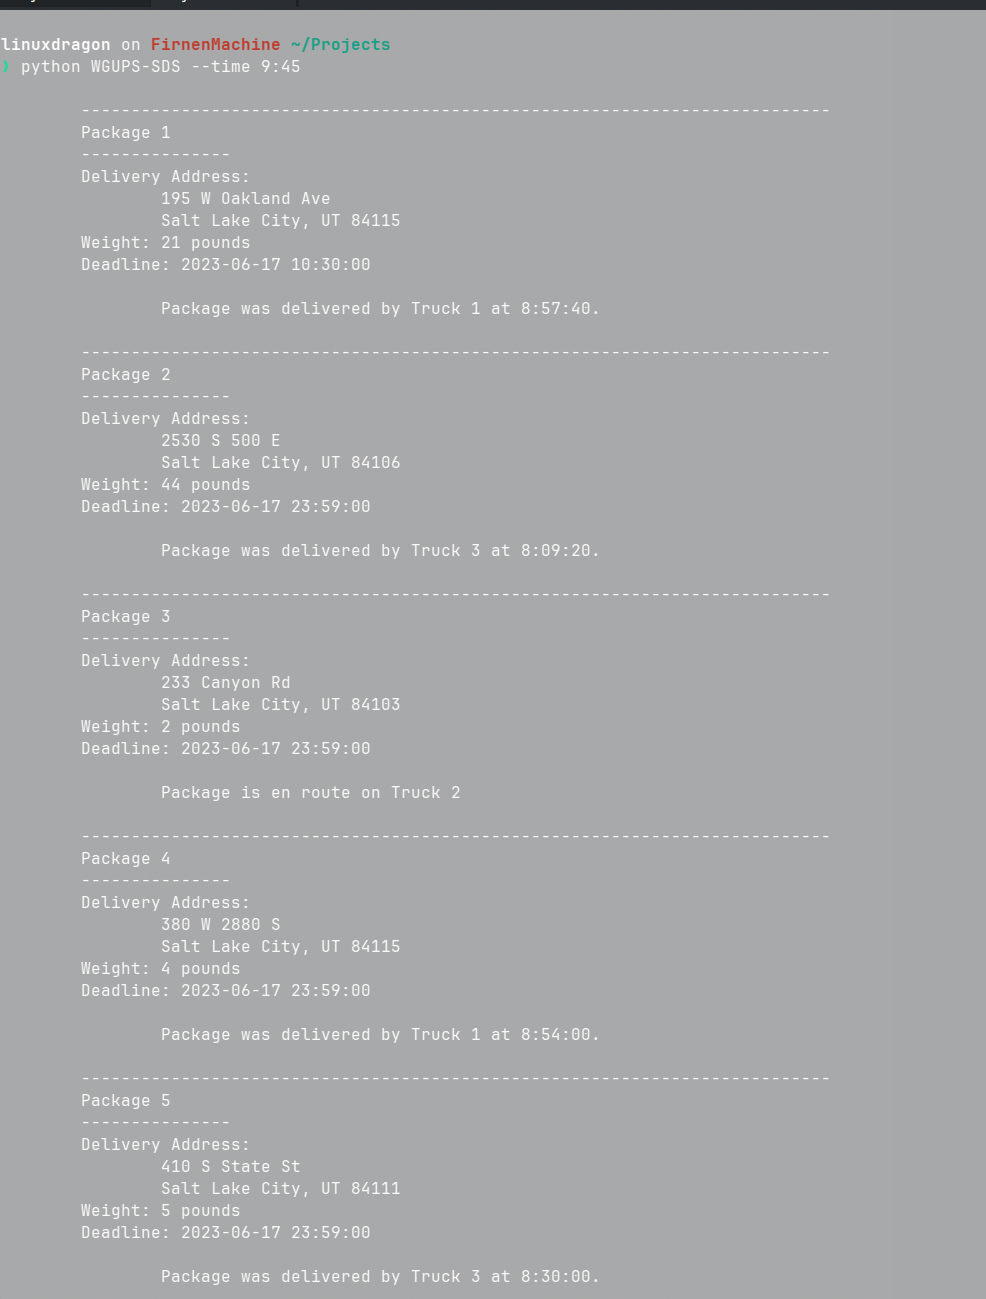 linuxdragon on FirnenMachine ~/Projects
❯ python WGUPS-SDS --time 9:45
---------------------------------------------------------------------------
Package 1
---------------
Delivery Address:
195 W Oakland Ave
Salt Lake City, UT 84115
Weight: 21 pounds
Deadline: 2023-06-17 10:30:00
Package was delivered by Truck 1 at 8:57:40.
---------------------------------------------------------------------------
Package 2
---------------
Delivery Address:
2530 S 500 E
Salt Lake City, UT 84106
Weight: 44 pounds
Deadline: 2023-06-17 23:59:00
Package was delivered by Truck 3 at 8:09:20.
---------------------------------------------------------------------------
Package 3
---------------
Delivery Address:
233 Canyon Rd
Salt Lake City, UT 84103
Weight: 2 pounds
Deadline: 2023-06-17 23:59:00
Package is en route on Truck 2
---------------------------------------------------------------------------
Package 4
---------------
Delivery Address:
380 W 2880 S
Salt Lake City, UT 84115
Weight: 4 pounds
Deadline: 2023-06-17 23:59:00
Package was delivered by Truck 1 at 8:54:00.
---------------------------------------------------------------------------
Package 5
---------------
Delivery Address:
410 S State St
Salt Lake City, UT 84111
Weight: 5 pounds
Deadline: 2023-06-17 23:59:00
Package was delivered by Truck 3 at 8:30:00.